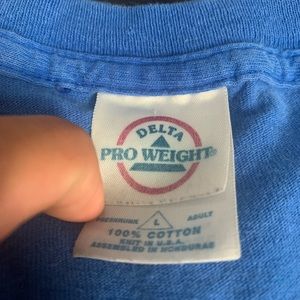 DELTA
PRO WEIGHT®
PRESHRUNK L ADULT
100% COTTON
KNIT IN U.S.A.
ASSEMBLED IN HONDURAS